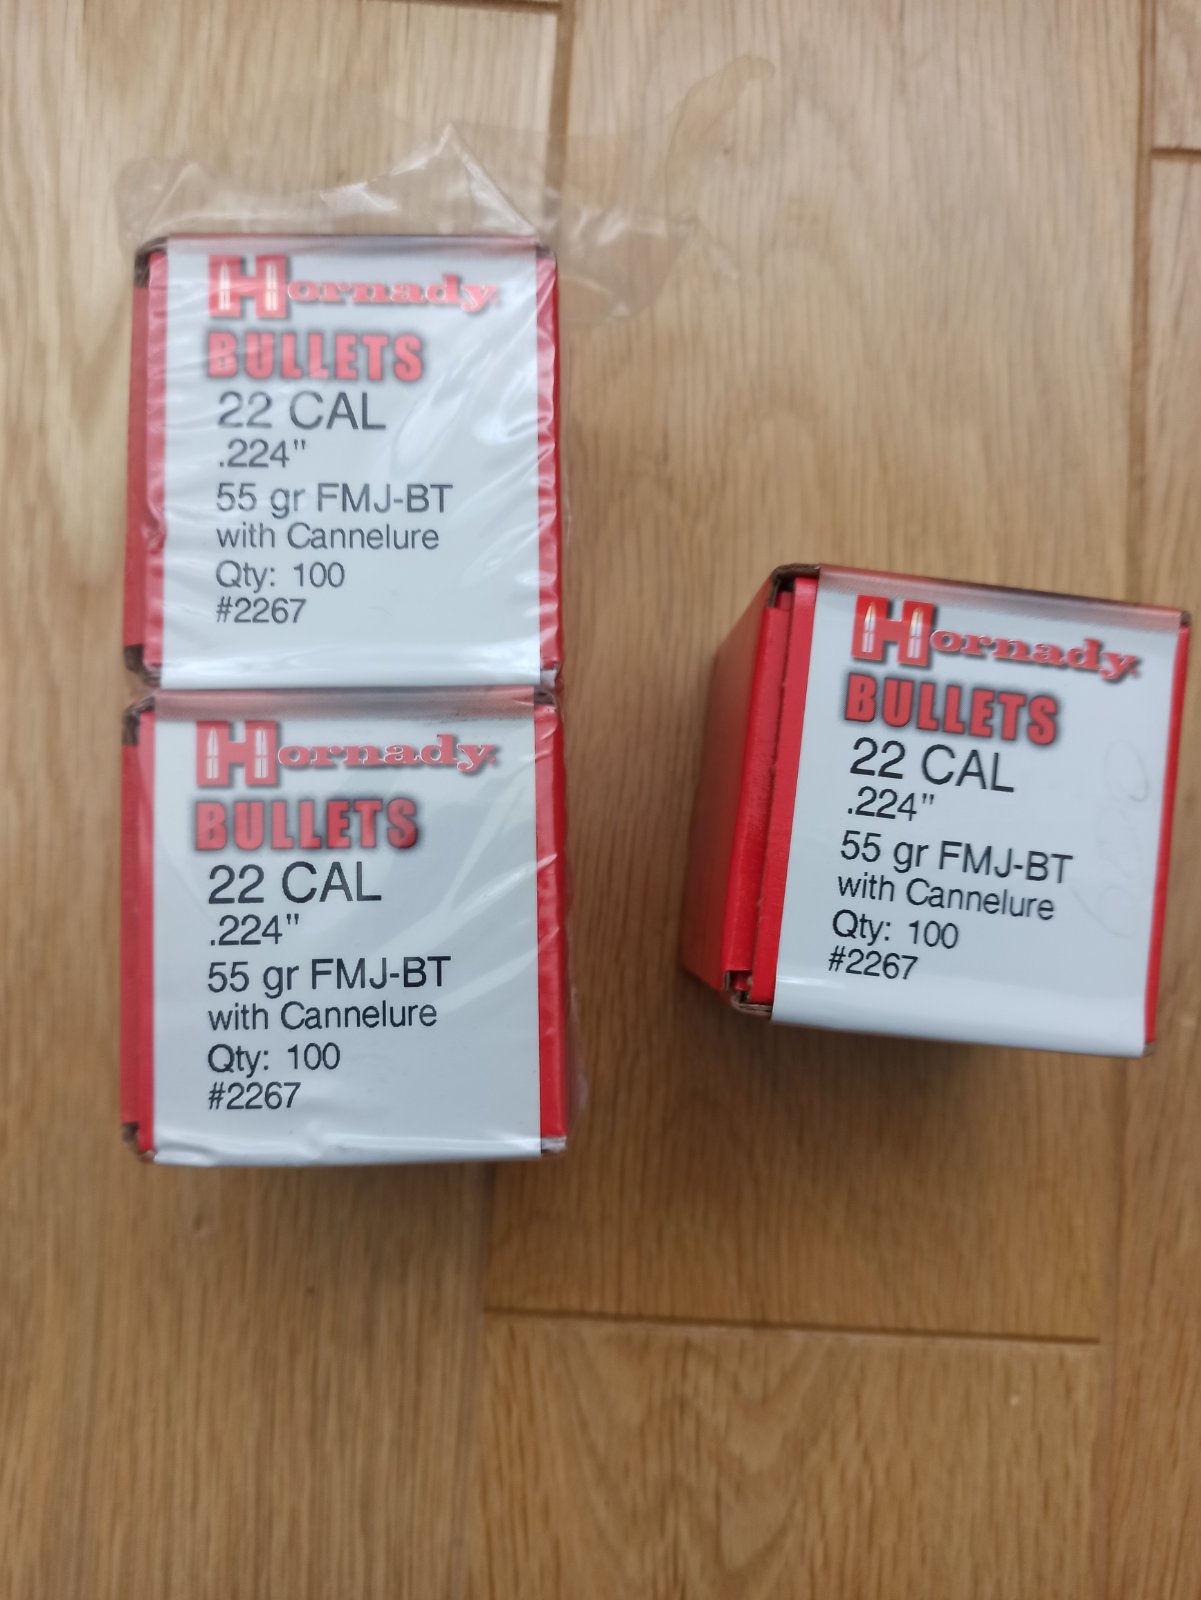 Hornady
BULLETS
22 CAL
.224"
55 gr FMJ-BT
with Cannelure
Qty: 100
#2267
Hornady
BULLETS
22 CAL
.224"
55 gr FMJ-BT
with Cannelure
Qty: 100
#2267
Hornady
BULLETS
22 CAL
.224"
55 gr FMJ-BT
with Cannelure
Qty: 100
#2267